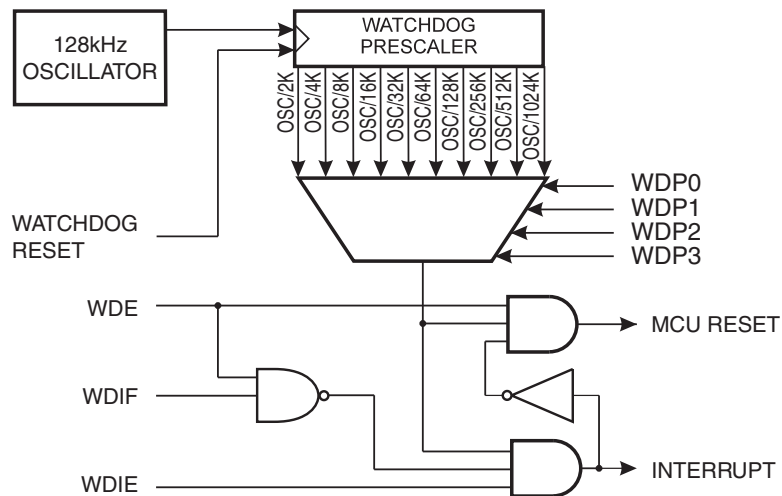 128kHz
OSCILLATOR
WATCHDOG
PRESCALER
OSC/2K
OSC/4K
OSC/8K
OSC/16K
OSC/32K
OSC/64K
OSC/128K
OSC/256K
OSC/512K
OSC/1024K
WATCHDOG
RESET
WDP0
WDP1
WDP2
WDP3
WDE
MCU RESET
WDIF
WDIE
INTERRUPT